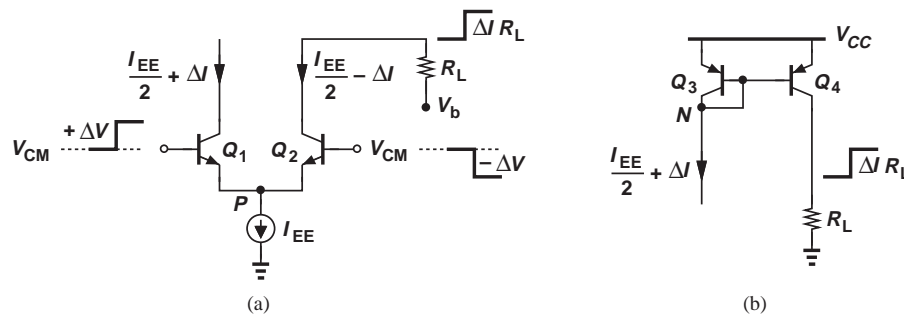 ΔI R_L
I_EE/2 + ΔI
I_EE/2 − ΔI
R_L
V_b
+ ΔV
V_CM
Q_1
Q_2
V_CM
− ΔV
P
I_EE
(a)
V_CC
Q_3
Q_4
N
I_EE/2 + ΔI
ΔI R_L
R_L
(b)